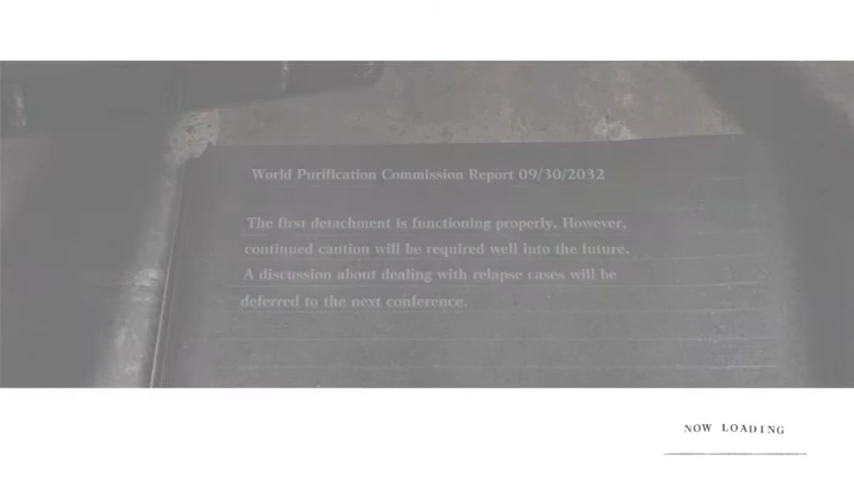 World Purification Commission Report 09/30/2032
The first detachment is functioning properly. However,
continued caution will be required well into the future.
A discussion about dealing with relapse cases will be
deferred to the next conference.
NOW LOADING